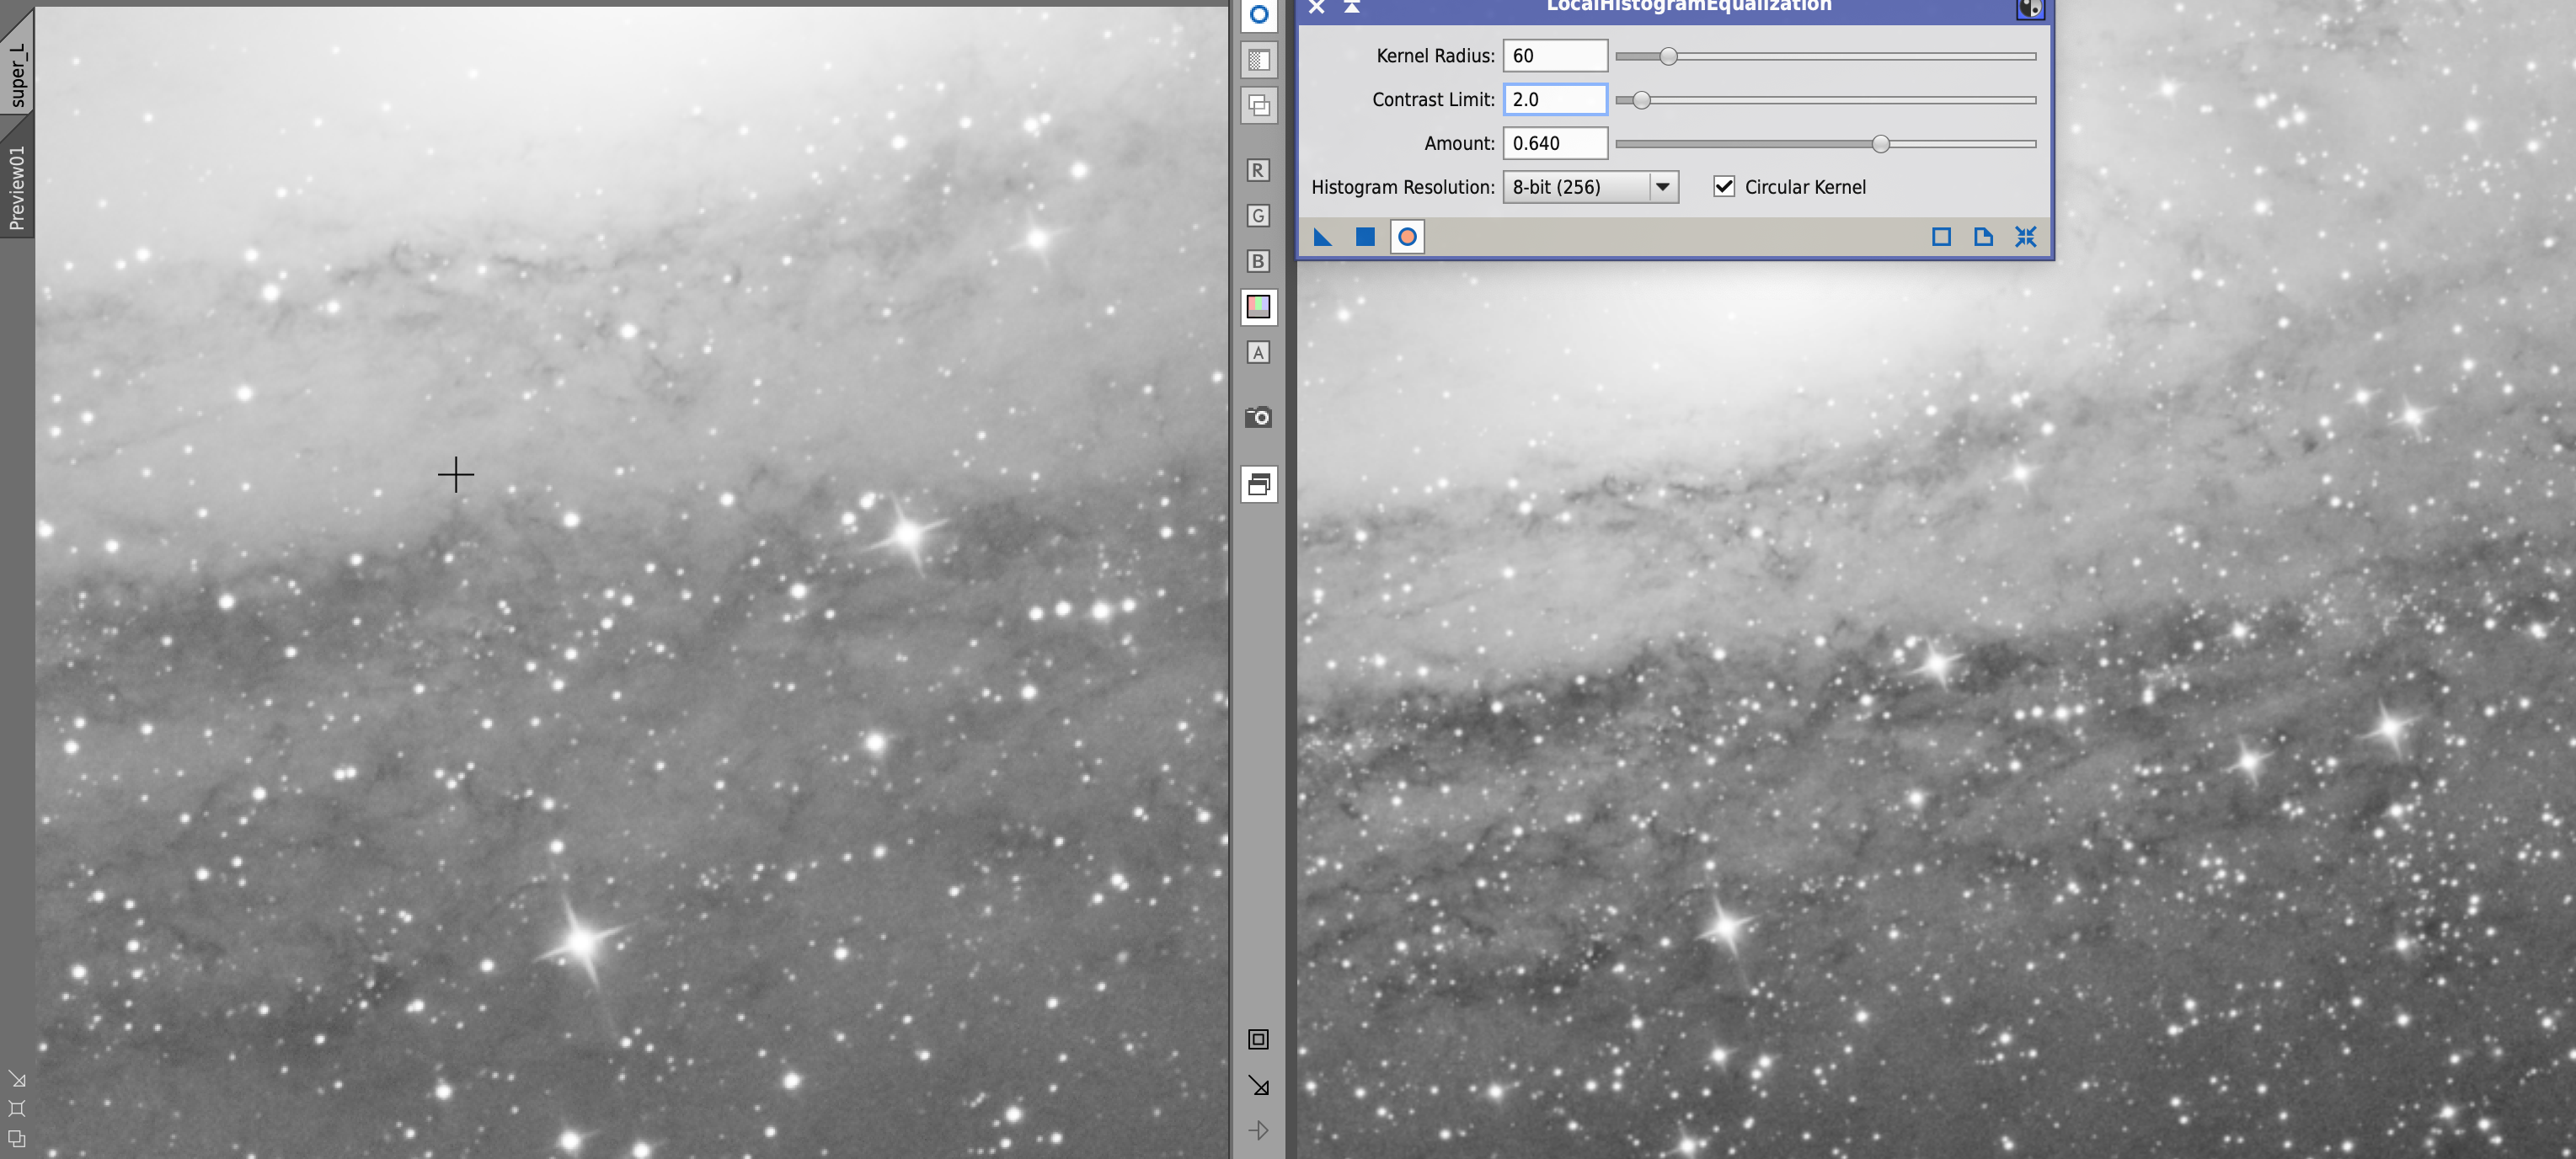 super_L
Preview01
R
G
B
A
LocalHistogramEqualization
Kernel Radius: 60
Contrast Limit: 2.0
Amount: 0.640
Histogram Resolution: 8-bit (256) Circular Kernel